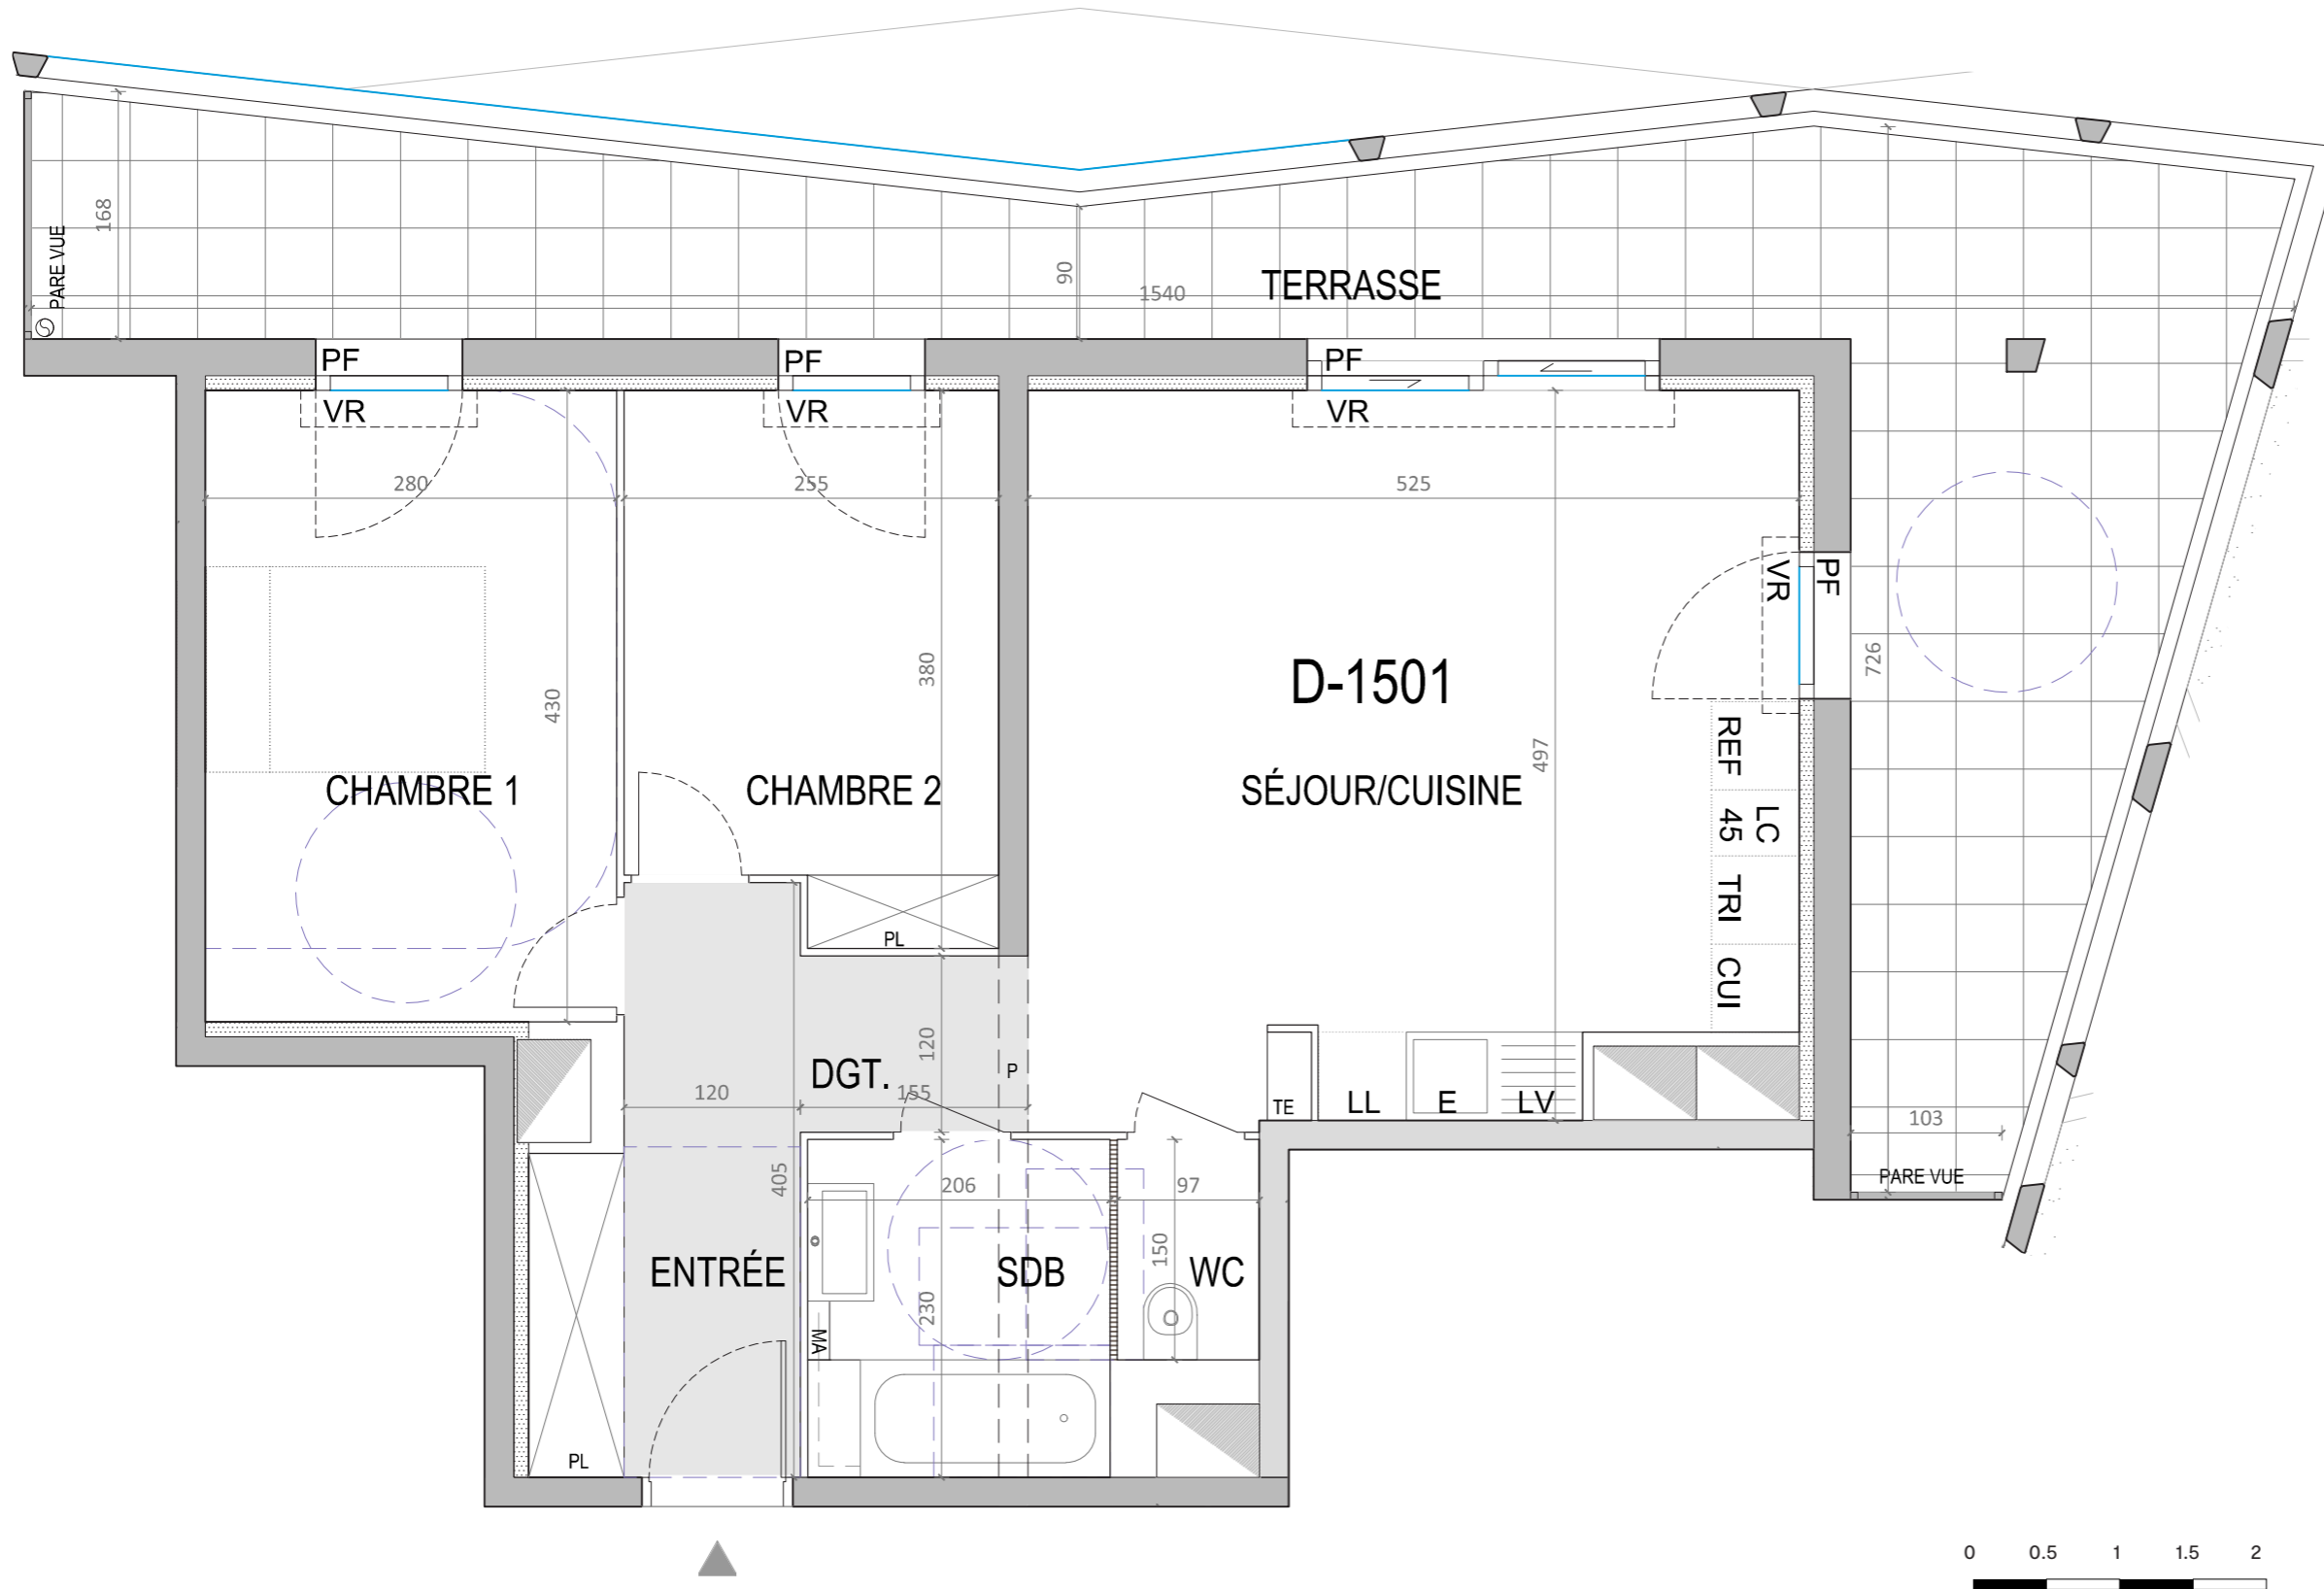 168
PARE VUE
90
1540
TERRASSE
PF
PF
PF
VR
VR
VR
280
255
525
VR
PF
430
380
D-1501
497
726
REF
CHAMBRE 1
CHAMBRE 2
SÉJOUR/CUISINE
LC
45
TRI
PL
CUI
120
DGT.
P
120
155
TE
LL
E
LV
103
PARE VUE
405
206
97
150
ENTRÉE
SDB
WC
230
MA
PL
0 0.5 1 1.5 2